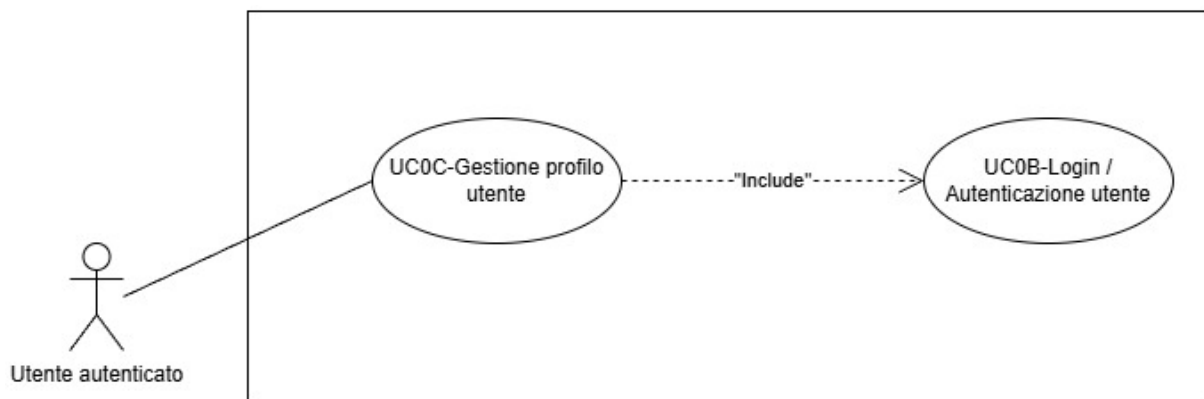 UC0C-Gestione profilo
utente
"Include"
UC0B-Login /
Autenticazione utente
Utente autenticato